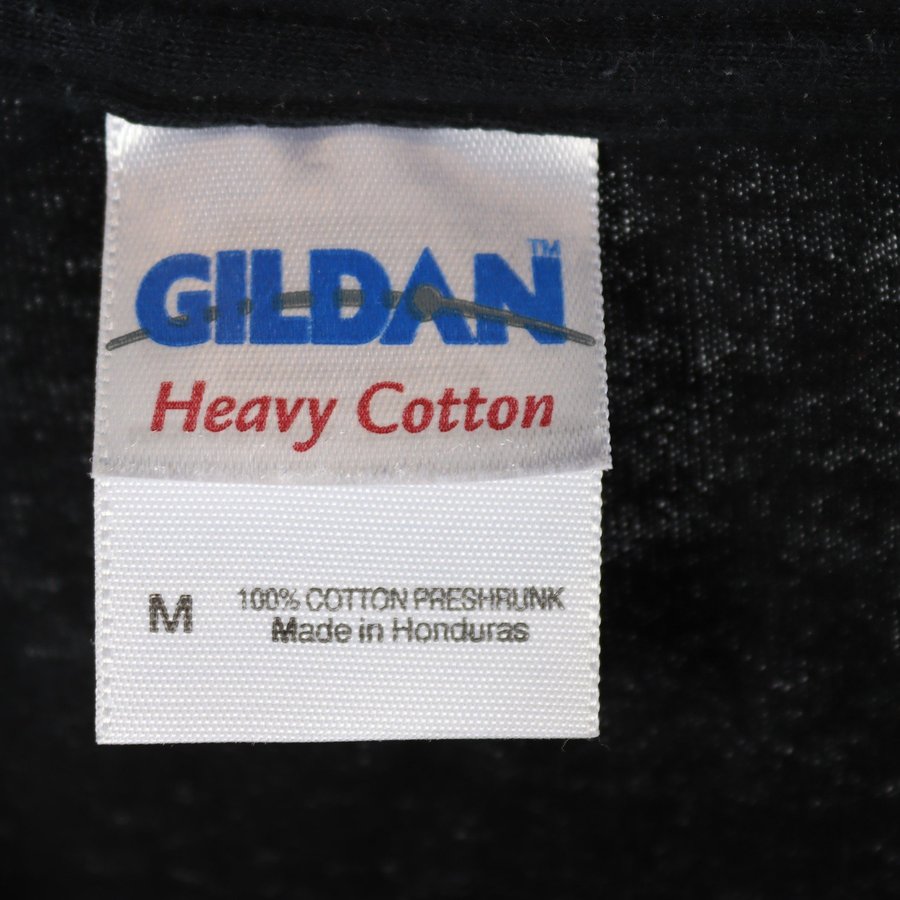 GILDAN™
Heavy Cotton
M 100% COTTON PRESHRUNK
Made in Honduras